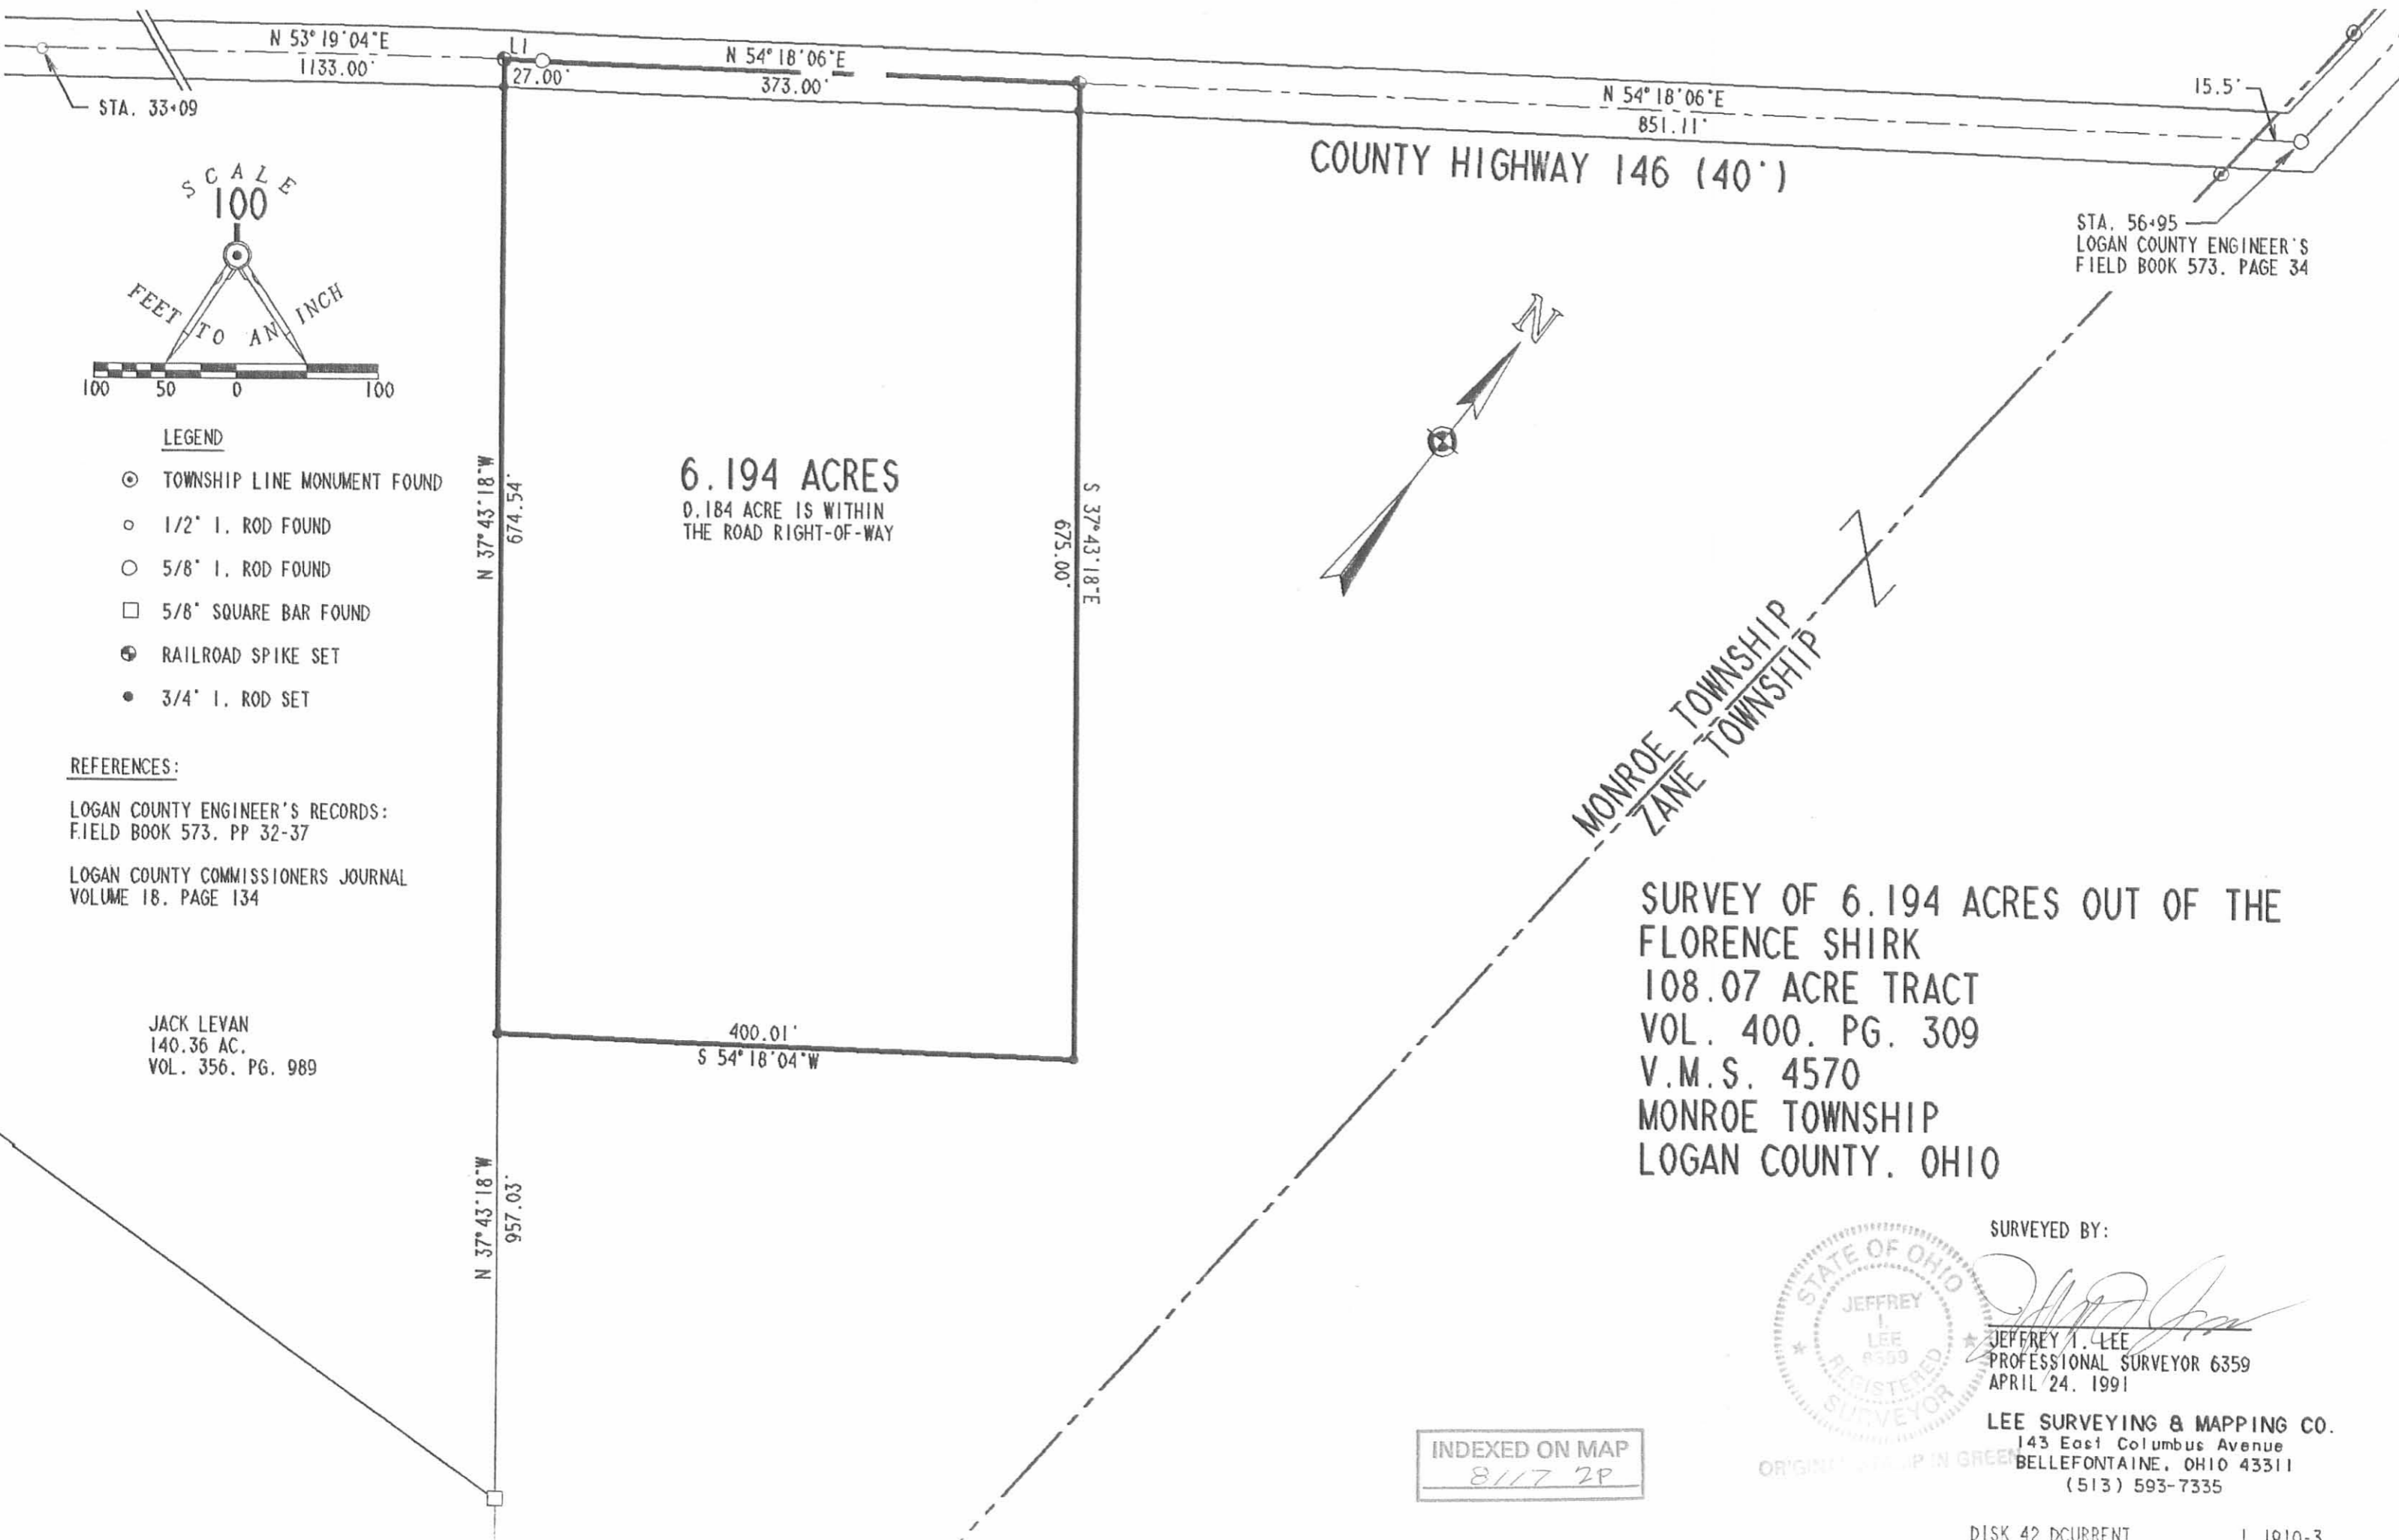 N 53°19'04"E
1133.00'
STA. 33+09
L1
27.00'
N 54°18'06"E
373.00'
N 54°18'06"E
851.11'
15.5'
COUNTY HIGHWAY 146 (40')
STA. 56+95
LOGAN COUNTY ENGINEER'S
FIELD BOOK 573. PAGE 34
SCALE
100
FEET TO AN INCH
100 50 0 100
N
LEGEND
TOWNSHIP LINE MONUMENT FOUND
1/2" I. ROD FOUND
5/8" I. ROD FOUND
5/8" SQUARE BAR FOUND
RAILROAD SPIKE SET
3/4" I. ROD SET
REFERENCES:
LOGAN COUNTY ENGINEER'S RECORDS:
FIELD BOOK 573. PP 32-37
LOGAN COUNTY COMMISSIONERS JOURNAL
VOLUME 18. PAGE 134
JACK LEVAN
140.36 AC.
VOL. 356. PG. 989
N 37°43'18"W
674.54'
6.194 ACRES
0.184 ACRE IS WITHIN
THE ROAD RIGHT-OF-WAY
S 37°43'18"E
675.00'
400.01'
S 54°18'04"W
N 37°43'18"W
957.03'
MONROE TOWNSHIP
ZANE TOWNSHIP
SURVEY OF 6.194 ACRES OUT OF THE
FLORENCE SHIRK
108.07 ACRE TRACT
VOL. 400. PG. 309
V.M.S. 4570
MONROE TOWNSHIP
LOGAN COUNTY. OHIO
SURVEYED BY:
STATE OF OHIO
JEFFREY
I.
LEE
6359
REGISTERED
SURVEYOR
JEFFREY I. LEE
PROFESSIONAL SURVEYOR 6359
APRIL 24. 1991
LEE SURVEYING & MAPPING CO.
143 East Columbus Avenue
BELLEFONTAINE. OHIO 43311
(513) 593-7335
IN GREEN
INDEXED ON MAP
8117 2P
DISK 42 DCURRENT
L 1910-3